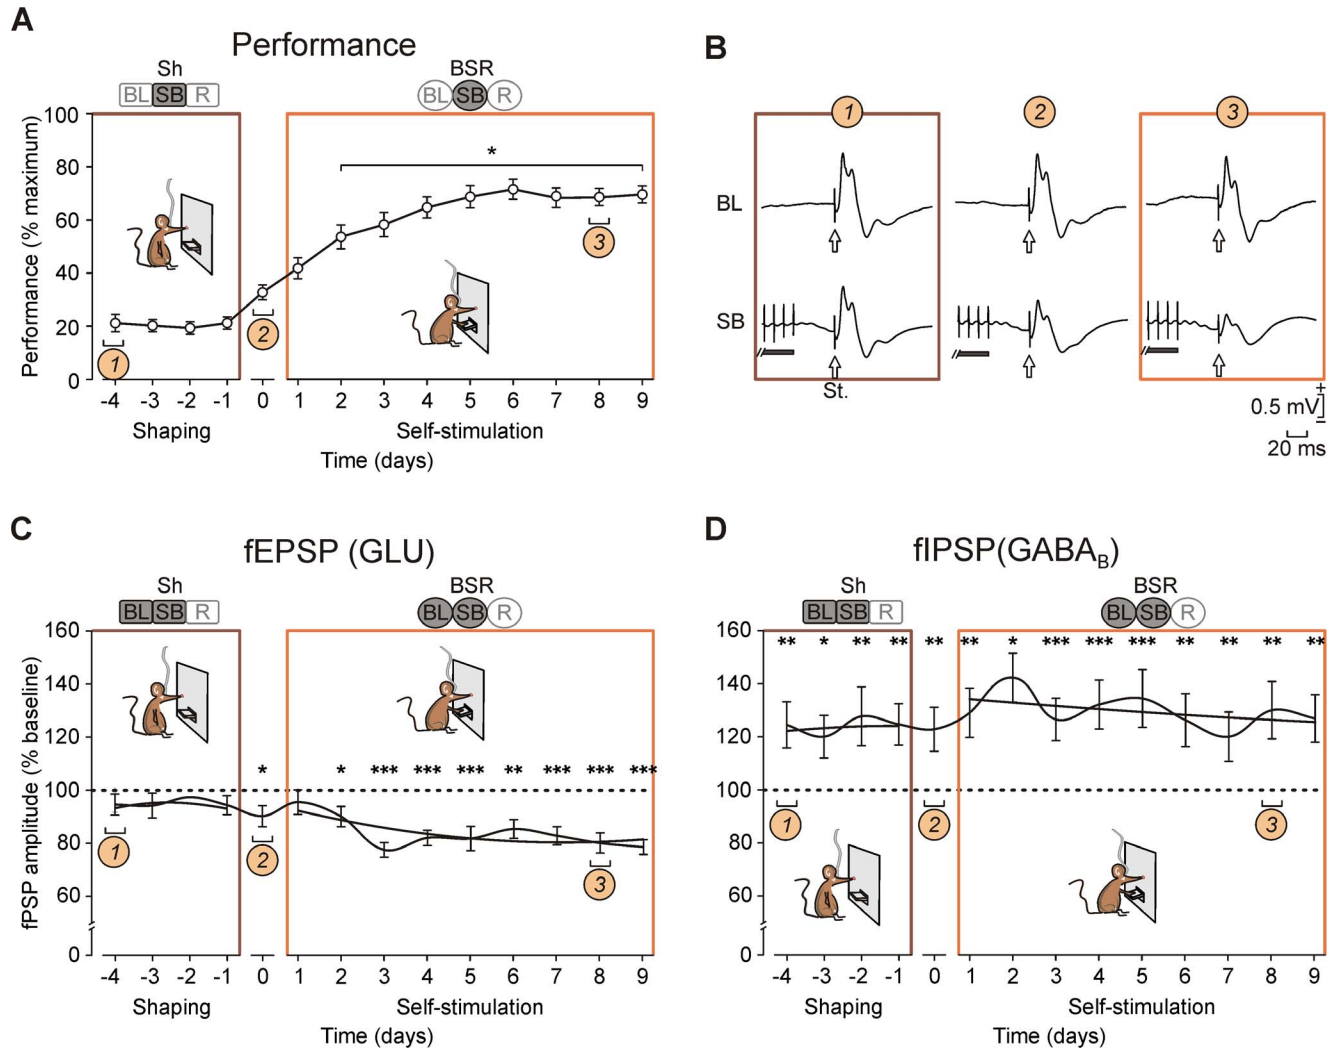 A
Performance
Sh
BL SB R
BSR
BL SB R
Performance (% maximum)
100
80
60
40
20
0
*
1
2
3
-4 -3 -2 -1 0 1 2 3 4 5 6 7 8 9
Shaping Self-stimulation
Time (days)
B
1 2 3
BL
SB
St.
+
0.5 mV
–
20 ms
C
fEPSP (GLU)
Sh
BL SB R
BSR
BL SB R
fPSP amplitude (% baseline)
160
140
120
100
80
60
0
* * *** *** *** ** *** *** ***
1
2
3
-4 -3 -2 -1 0 1 2 3 4 5 6 7 8 9
Shaping Self-stimulation
Time (days)
D
fIPSP(GABAB)
Sh
BL SB R
BSR
BL SB R
160
140
120
100
80
60
0
** * ** ** ** ** * *** *** *** ** ** ** **
1 2 3
-4 -3 -2 -1 0 1 2 3 4 5 6 7 8 9
Shaping Self-stimulation
Time (days)